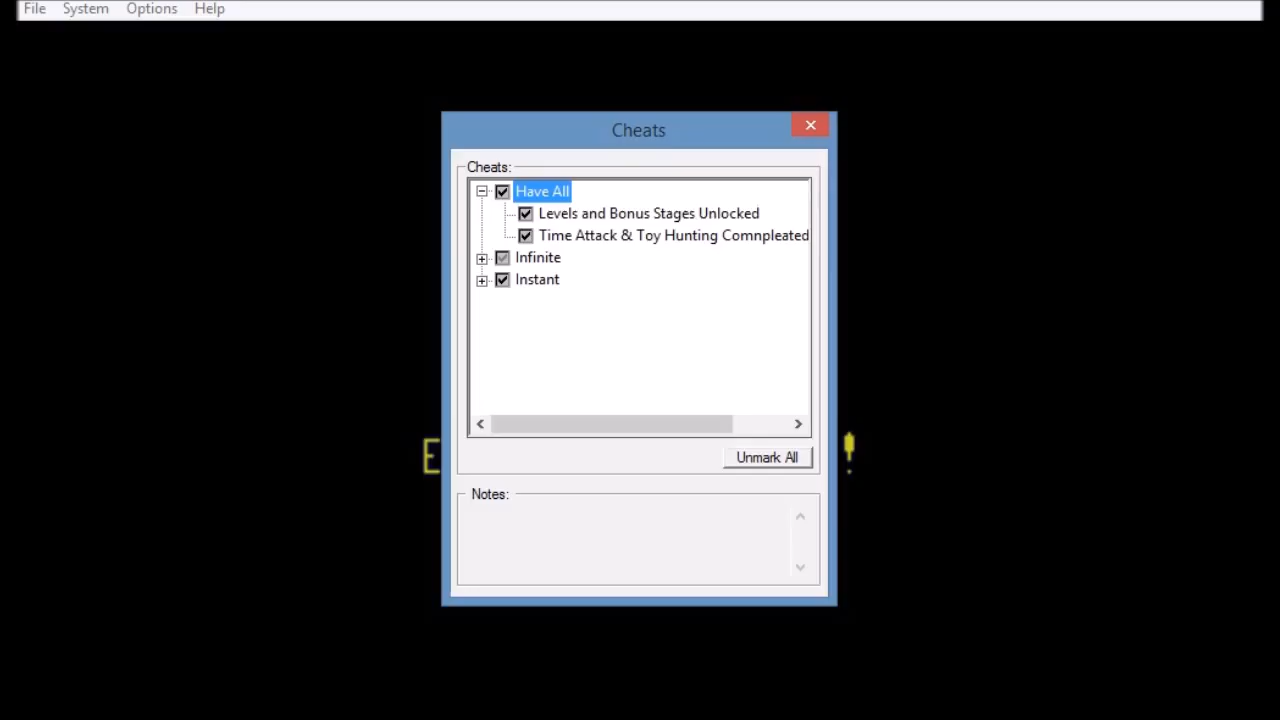 File System Options Help
Cheats
Cheats:
Have All
Levels and Bonus Stages Unlocked
Time Attack & Toy Hunting Comnpleated
Infinite
Instant
E !
Unmark All
Notes: